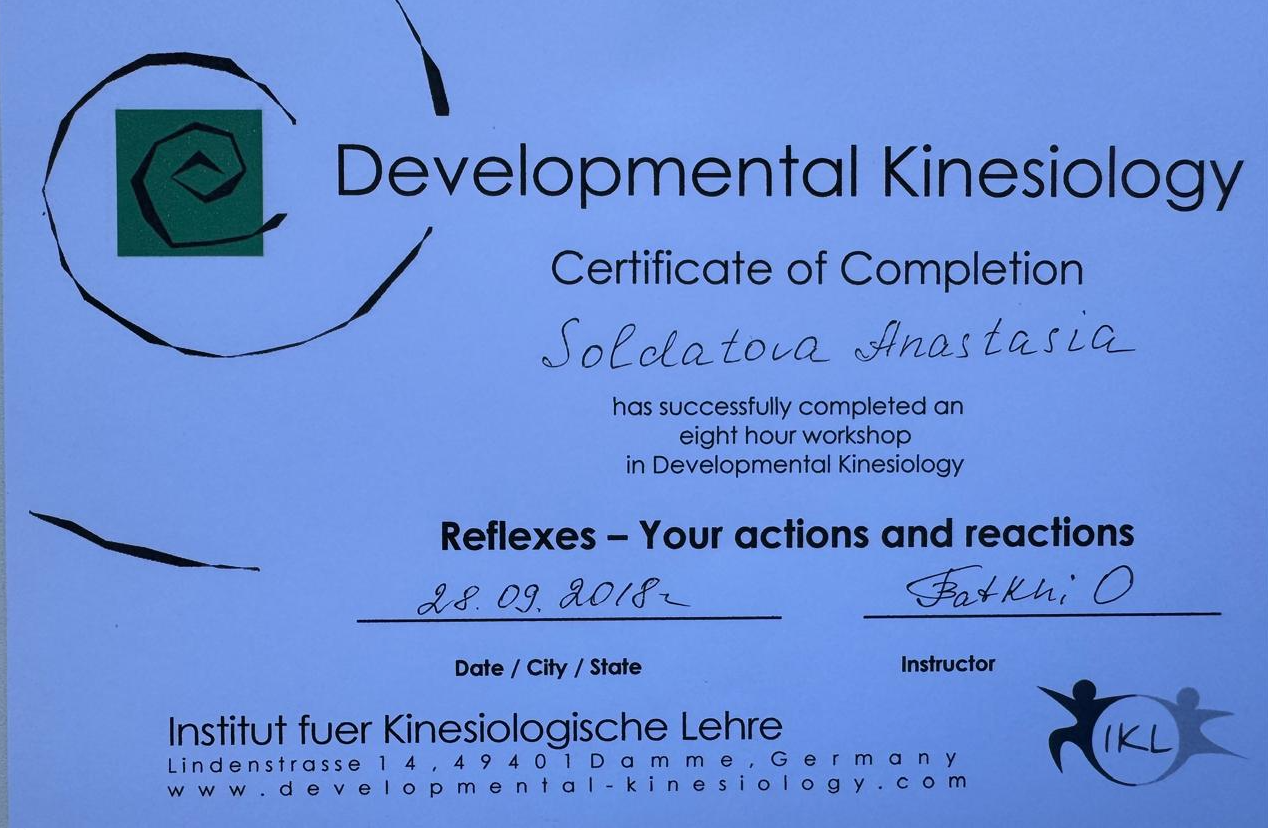 Developmental Kinesiology
Certificate of Completion
Soldatova Anastasia
has successfully completed an
eight hour workshop
in Developmental Kinesiology
Reflexes – Your actions and reactions
28.09.2018г
Date / City / State
Batkhi O
Instructor
Institut fuer Kinesiologische Lehre
Lindenstrasse 14, 49401 Damme, Germany
www.developmental-kinesiology.com
IKL